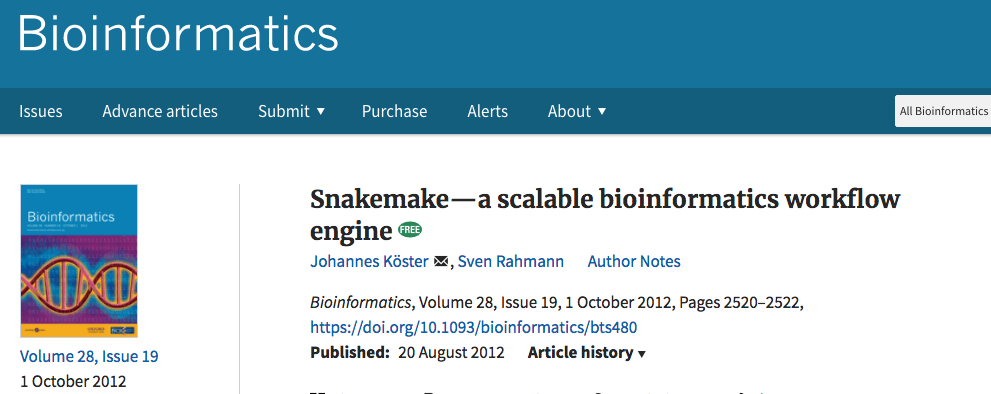 Bioinformatics
Issues Advance articles Submit ▼ Purchase Alerts About ▼ All Bioinformatics
Bioinformatics
Snakemake—a scalable bioinformatics workflow
engine FREE
Johannes Köster , Sven Rahmann Author Notes
Bioinformatics, Volume 28, Issue 19, 1 October 2012, Pages 2520–2522,
https://doi.org/10.1093/bioinformatics/bts480
Published: 20 August 2012 Article history ▼
Volume 28, Issue 19
1 October 2012